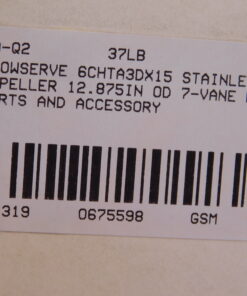 -Q2 37LB
OWSERVE 6CHTA3DX15 STAINLE
PELLER 12.875IN OD 7-VANE
RTS AND ACCESSORY
319 0675598 GSM